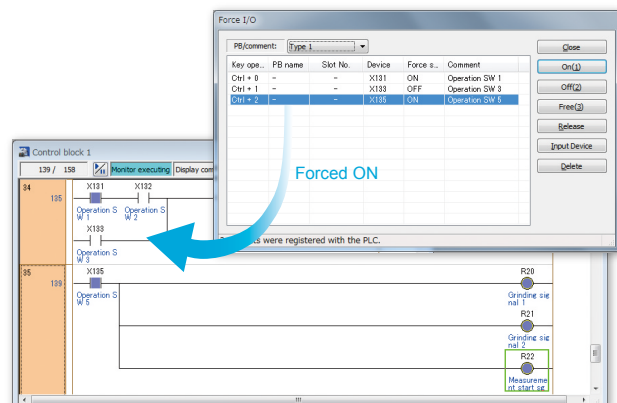 Force I/O
PB/comment: Type 1
Key ope... PB name Slot No. Device Force s... Comment
Ctrl + 0 - - X131 ON Operation SW 1
Ctrl + 1 - - X133 OFF Operation SW 3
Ctrl + 2 - X135 ON Operation SW 5
Close
On(1)
Off(2)
Free(3)
Release
Input Device
Delete
Forced ON
were registered with the PLC.
Control block 1
139 / 158 Monitor executing Display com
34
135
X131 X132
Operation S
W 1
Operation S
W 2
X133
Operation S
W 3
35
139
X135
Operation S
W 5
R20
Grinding sig
nal 1
R21
Grinding sig
nal 2
R22
Measureme
nt start se